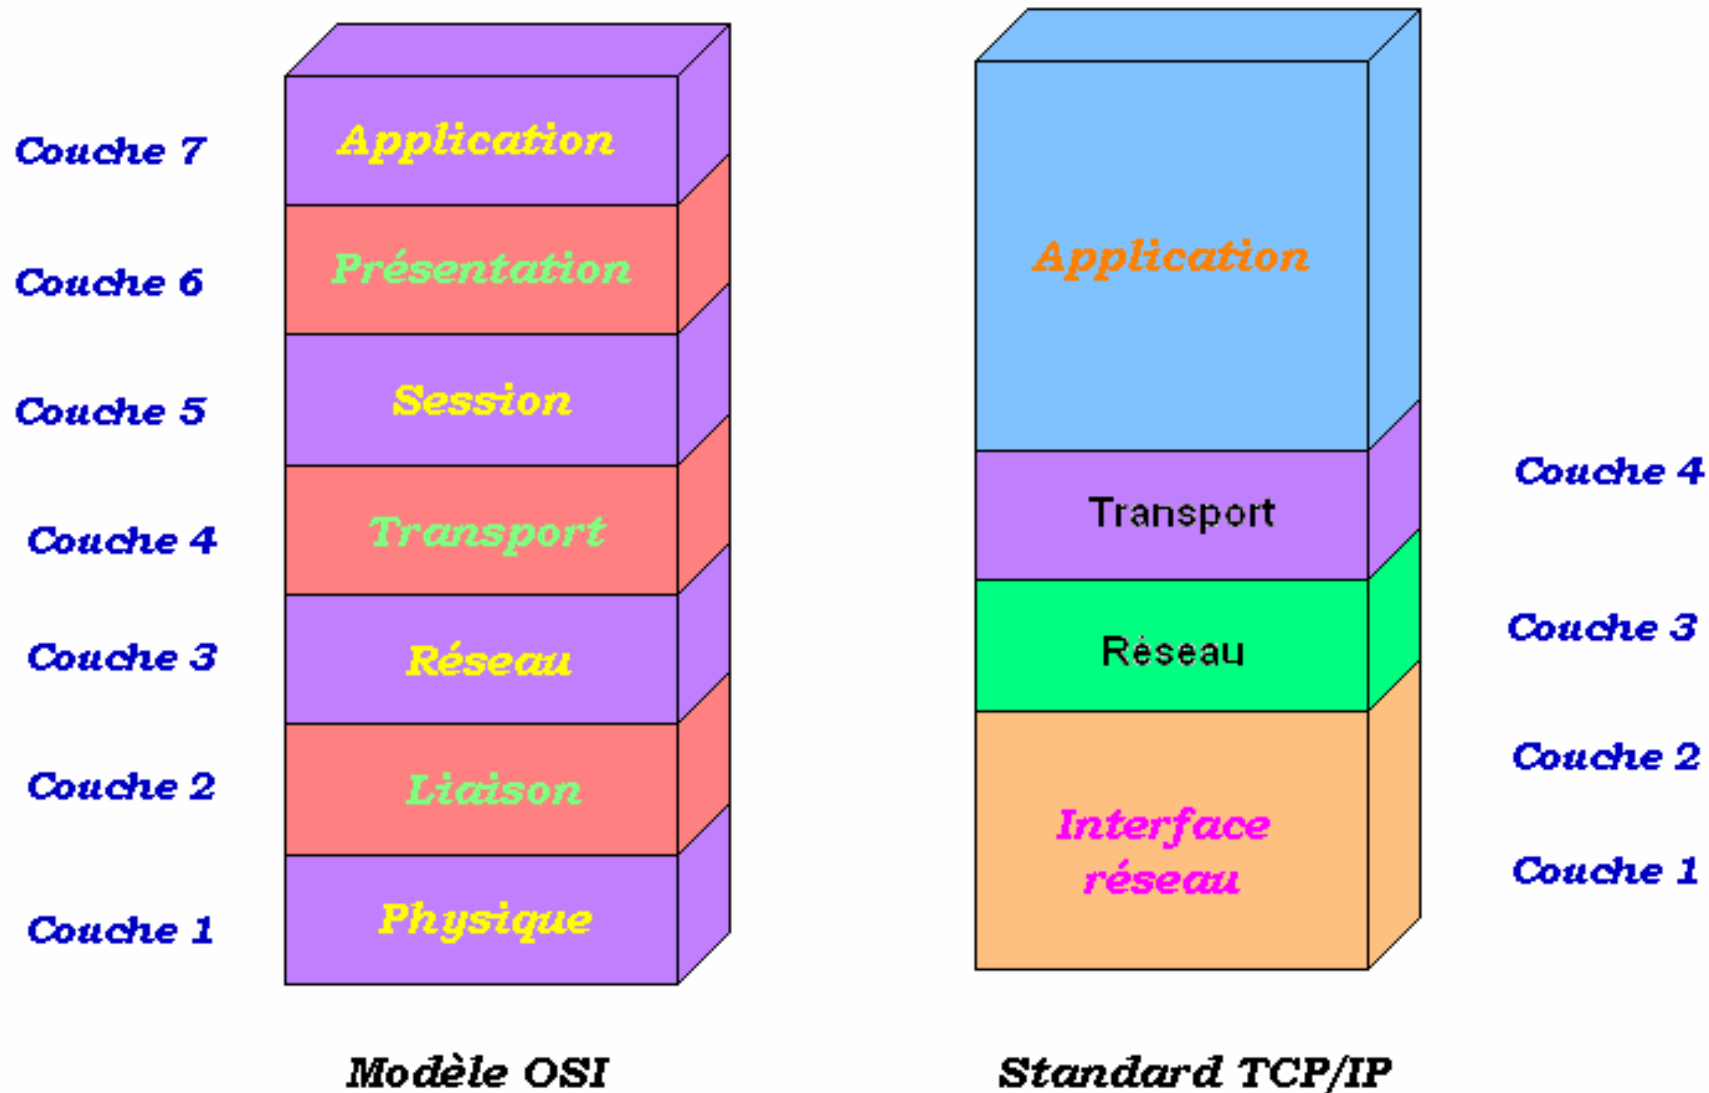 Couche 7
Application
Couche 6
Présentation
Couche 5
Session
Couche 4
Transport
Couche 3
Réseau
Couche 2
Liaison
Couche 1
Physique
Modèle OSI
Application
Transport
Couche 4
Réseau
Couche 3
Interface
réseau
Couche 2
Couche 1
Standard TCP/IP